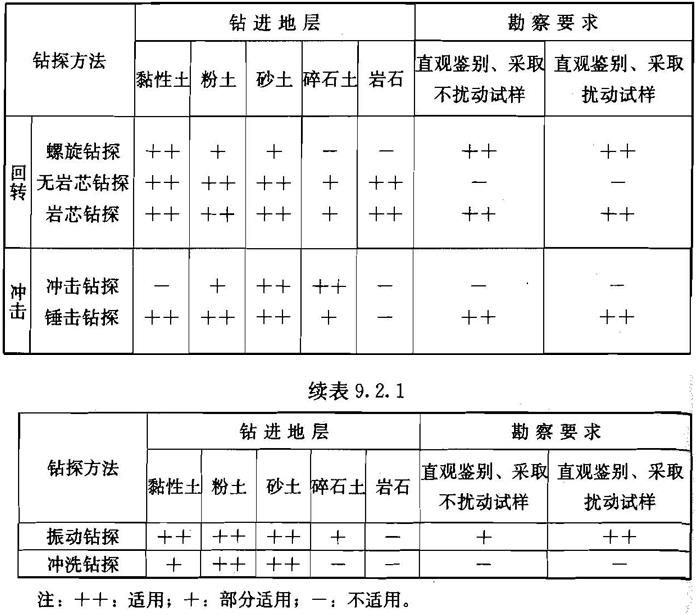 钻探方法 钻进地层 勘察要求
黏性土 粉土 砂土 碎石土 岩石 直观鉴别、采取不扰动试样 直观鉴别、采取扰动试样
回转 螺旋钻探 ++ + + － － ++ ++
无岩芯钻探 ++ ++ ++ + ++ － －
岩芯钻探 ++ ++ ++ + ++ ++ ++
冲击 冲击钻探 － + ++ ++ － － －
锤击钻探 ++ ++ ++ + － ++ ++
续表9.2.1
钻探方法 钻进地层 勘察要求
黏性土 粉土 砂土 碎石土 岩石 直观鉴别、采取不扰动试样 直观鉴别、采取扰动试样
振动钻探 ++ ++ ++ + － + ++
冲洗钻探 + ++ ++ － － － －
注：++：适用；+：部分适用；－：不适用。